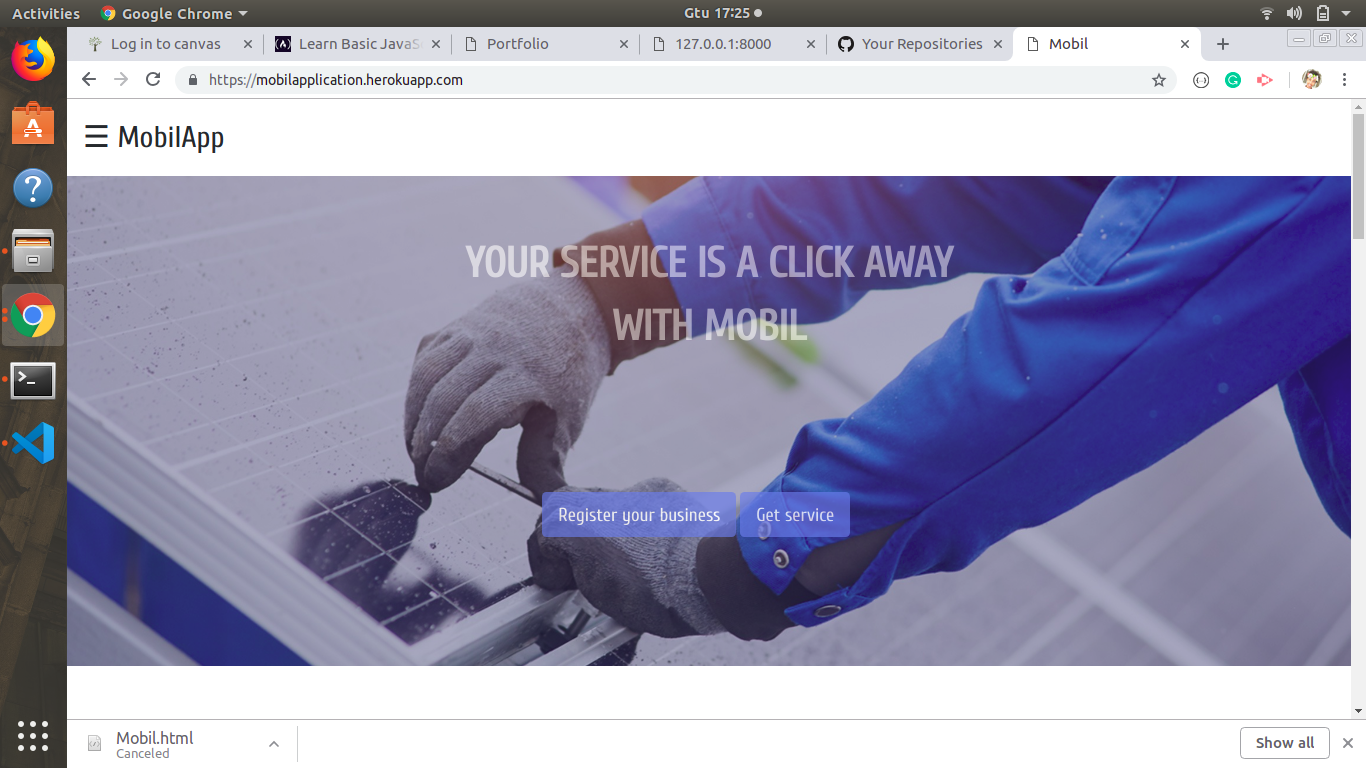 Activities
Google Chrome
Gtu 17:25
Log in to canvas
Learn Basic JavaSc
Portfolio
127.0.0.1:8000
Your Repositories
Mobil
https://mobilapplication.herokuapp.com
☰ MobilApp
YOUR SERVICE IS A CLICK AWAY
WITH MOBIL
Register your business
Get service
Mobil.html
Canceled
Show all